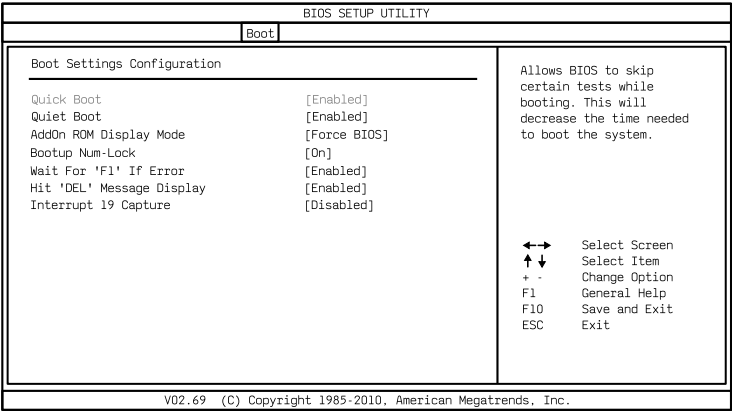 BIOS SETUP UTILITY
Boot
Boot Settings Configuration
Quick Boot [Enabled]
Quiet Boot [Enabled]
AddOn ROM Display Mode [Force BIOS]
Bootup Num-Lock [On]
Wait For 'F1' If Error [Enabled]
Hit 'DEL' Message Display [Enabled]
Interrupt 19 Capture [Disabled]
Allows BIOS to skip
certain tests while
booting. This will
decrease the time needed
to boot the system.
←→ Select Screen
↑↓ Select Item
+ - Change Option
F1 General Help
F10 Save and Exit
ESC Exit
V02.69 (C) Copyright 1985-2010, American Megatrends, Inc.